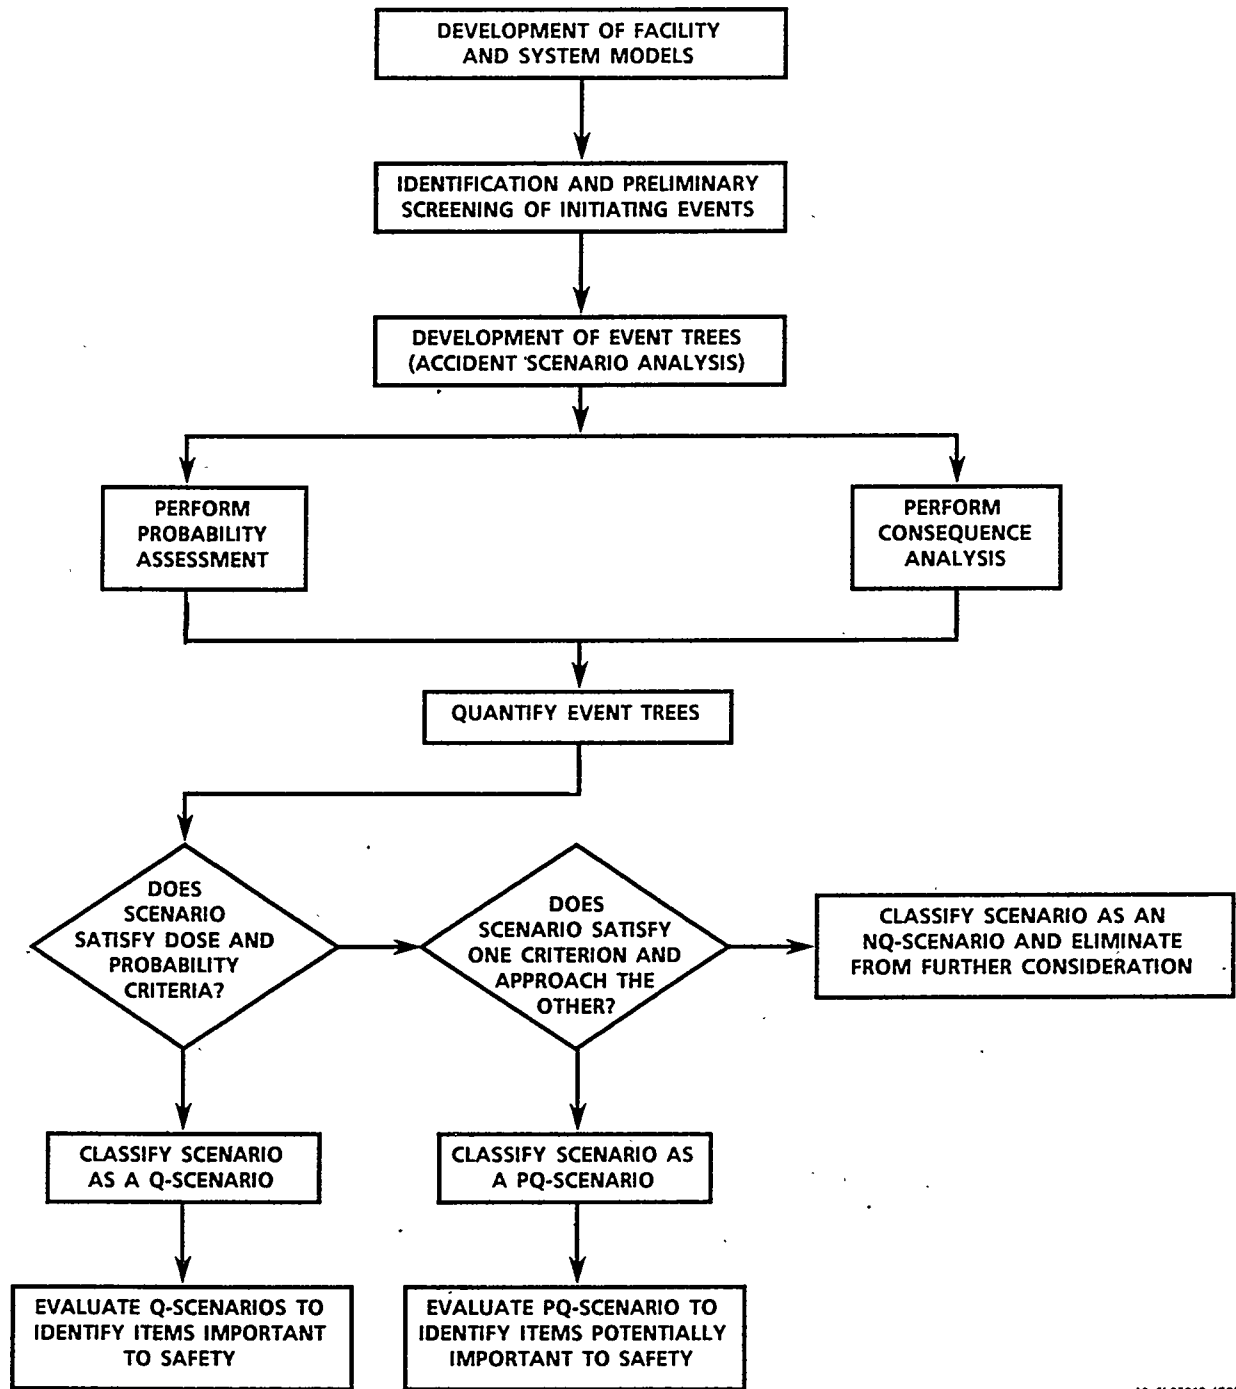 DEVELOPMENT OF FACILITY
AND SYSTEM MODELS
IDENTIFICATION AND PRELIMINARY
SCREENING OF INITIATING EVENTS
DEVELOPMENT OF EVENT TREES
(ACCIDENT SCENARIO ANALYSIS)
PERFORM
PROBABILITY
ASSESSMENT
PERFORM
CONSEQUENCE
ANALYSIS
QUANTIFY EVENT TREES
DOES
SCENARIO
SATISFY DOSE AND
PROBABILITY
CRITERIA?
DOES
SCENARIO SATISFY
ONE CRITERION AND
APPROACH THE
OTHER?
CLASSIFY SCENARIO AS AN
NQ-SCENARIO AND ELIMINATE
FROM FURTHER CONSIDERATION
CLASSIFY SCENARIO
AS A Q-SCENARIO
CLASSIFY SCENARIO AS
A PQ-SCENARIO
EVALUATE Q-SCENARIOS TO
IDENTIFY ITEMS IMPORTANT
TO SAFETY
EVALUATE PQ-SCENARIO TO
IDENTIFY ITEMS POTENTIALLY
IMPORTANT TO SAFETY